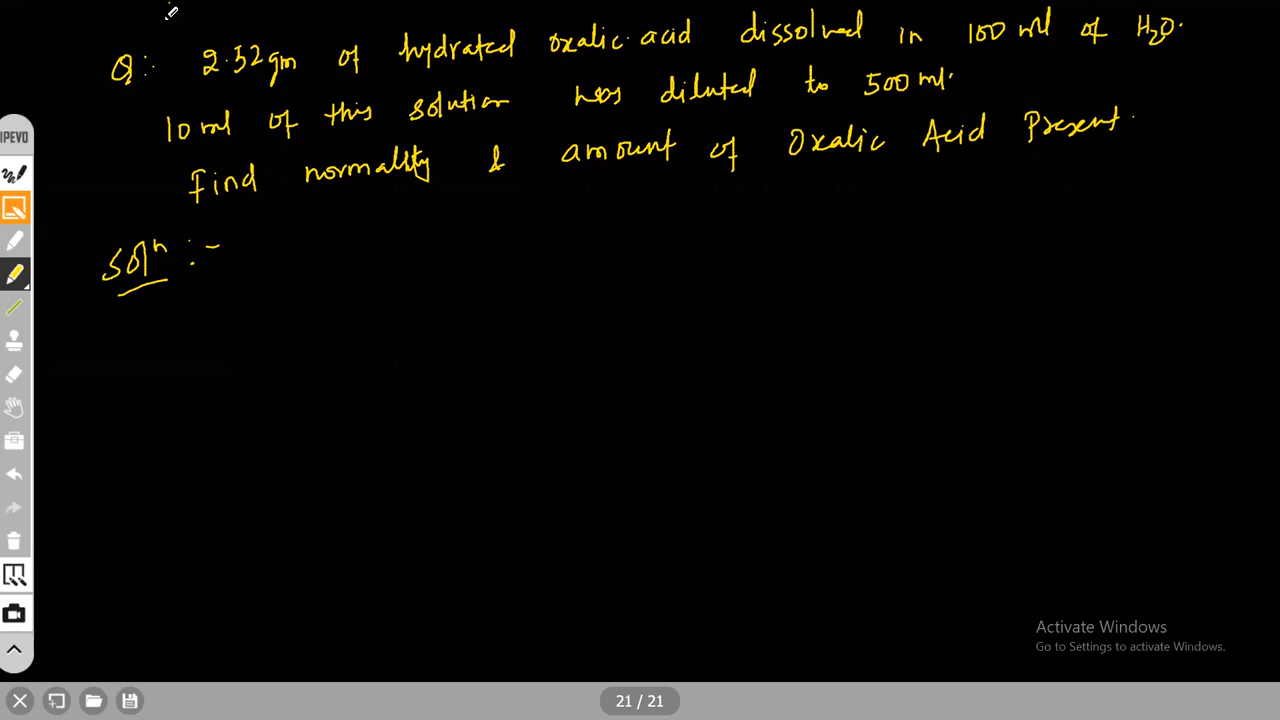 Q:- 2.52gm of hydrated oxalic acid dissolved in 100 ml of H₂O.
10 ml of this solution was diluted to 500 ml.
Find normality & amount of Oxalic Acid Present.
Solⁿ :-
IPEVO
Activate Windows
Go to Settings to activate Windows.
21 / 21